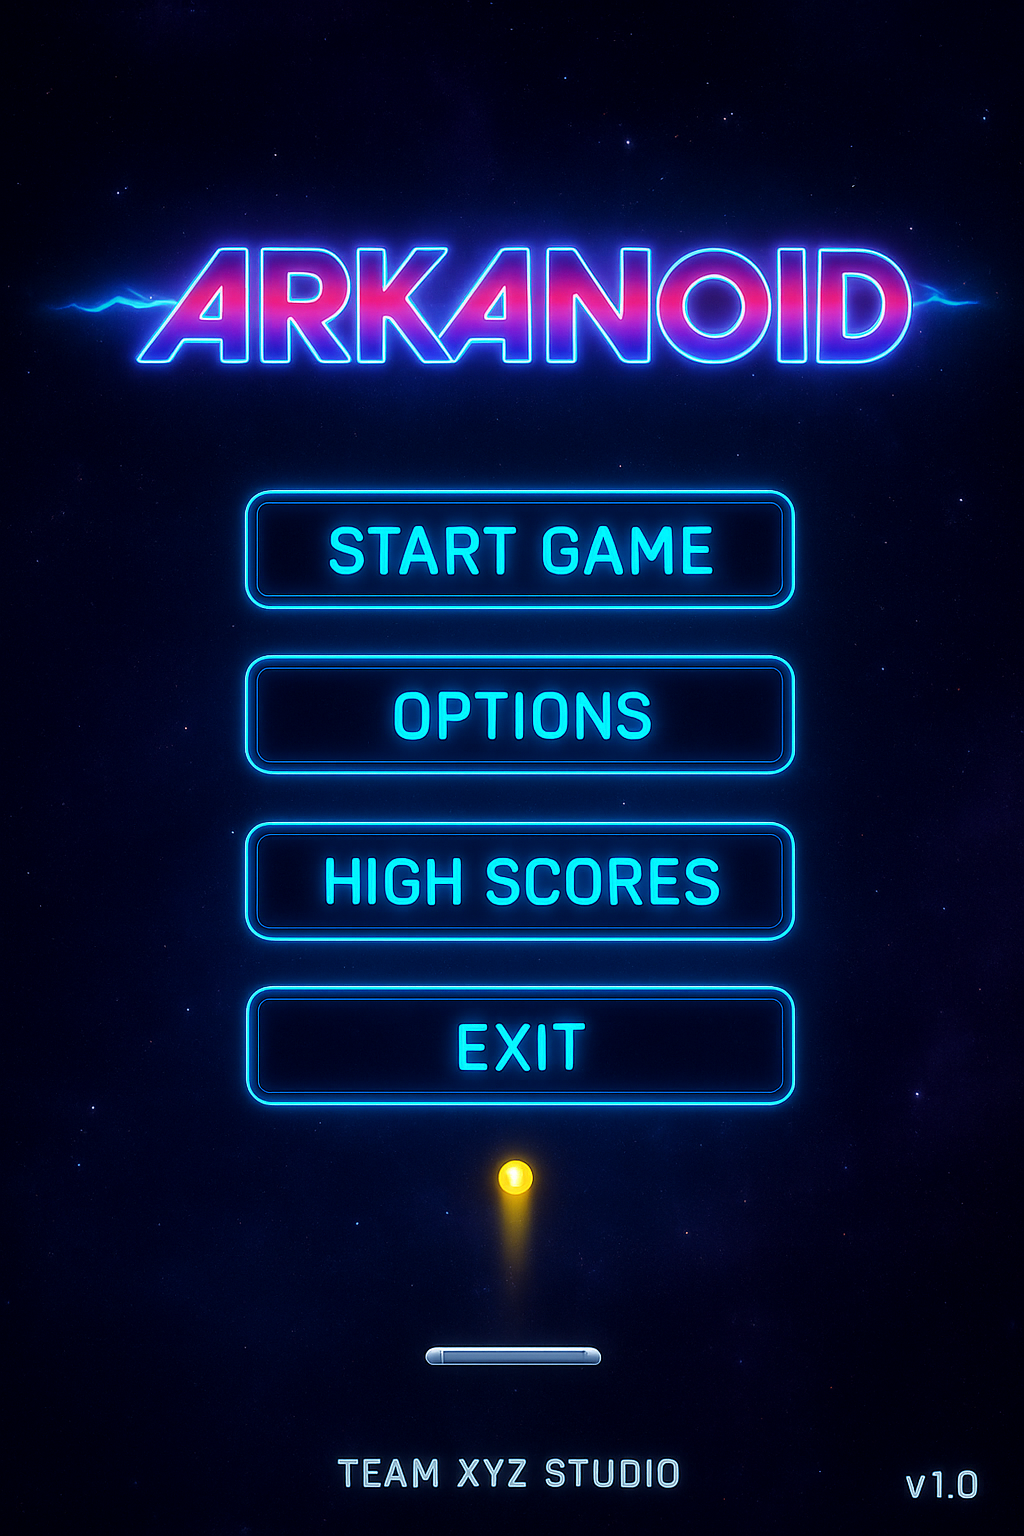 ARKANOID
START GAME
OPTIONS
HIGH SCORES
EXIT
TEAM XYZ STUDIO
v1.0